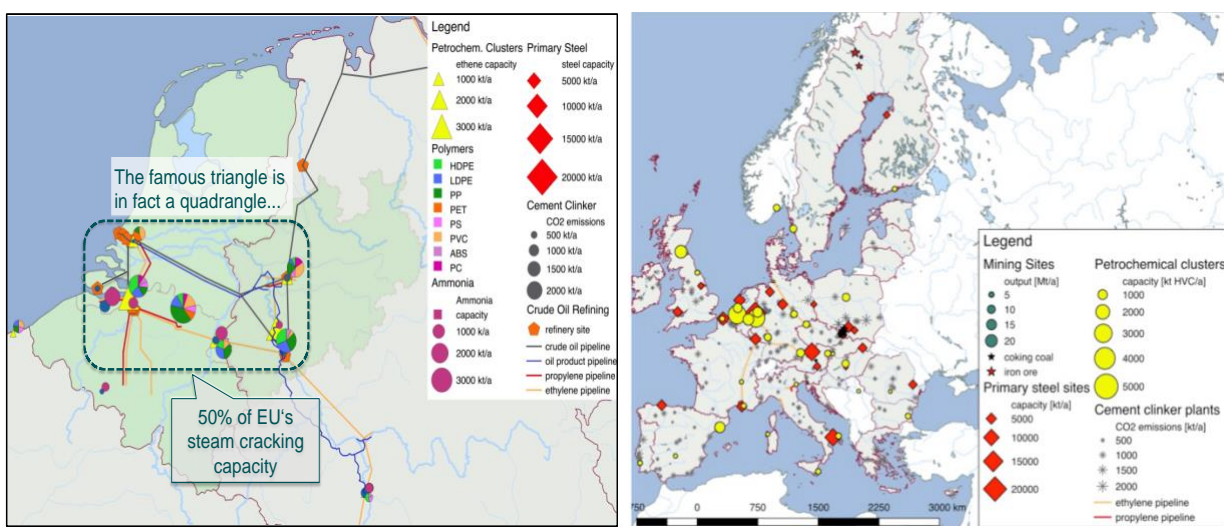 The famous triangle is
in fact a quadrangle...
50% of EU's
steam cracking
capacity
Legend
Petrochem. Clusters
ethene capacity
1000 kt/a
2000 kt/a
3000 kt/a
Polymers
HDPE
LDPE
PP
PET
PS
PVC
ABS
PC
Ammonia
Ammonia
capacity
1000 k/a
2000 kt/a
3000 kt/a
Primary Steel
steel capacity
5000 kt/a
10000 kt/a
15000 kt/a
20000 kt/a
Cement Clinker
CO2 emissions
500 kt/a
1000 kt/a
1500 kt/a
2000 kt/a
Crude Oil Refining
refinery site
crude oil pipeline
oil product pipeline
propylene pipeline
ethylene pipeline
Legend
Mining Sites
output [Mt/a]
5
10
15
20
coking coal
iron ore
Primary steel sites
capacity [kt/a]
5000
10000
15000
20000
Petrochemical clusters
capacity [kt HVC/a]
1000
2000
3000
4000
5000
Cement clinker plants
CO2 emissions [kt/a]
500
1000
1500
2000
ethylene pipeline
propylene pipeline
750 0 750 1500 2250 3000 km